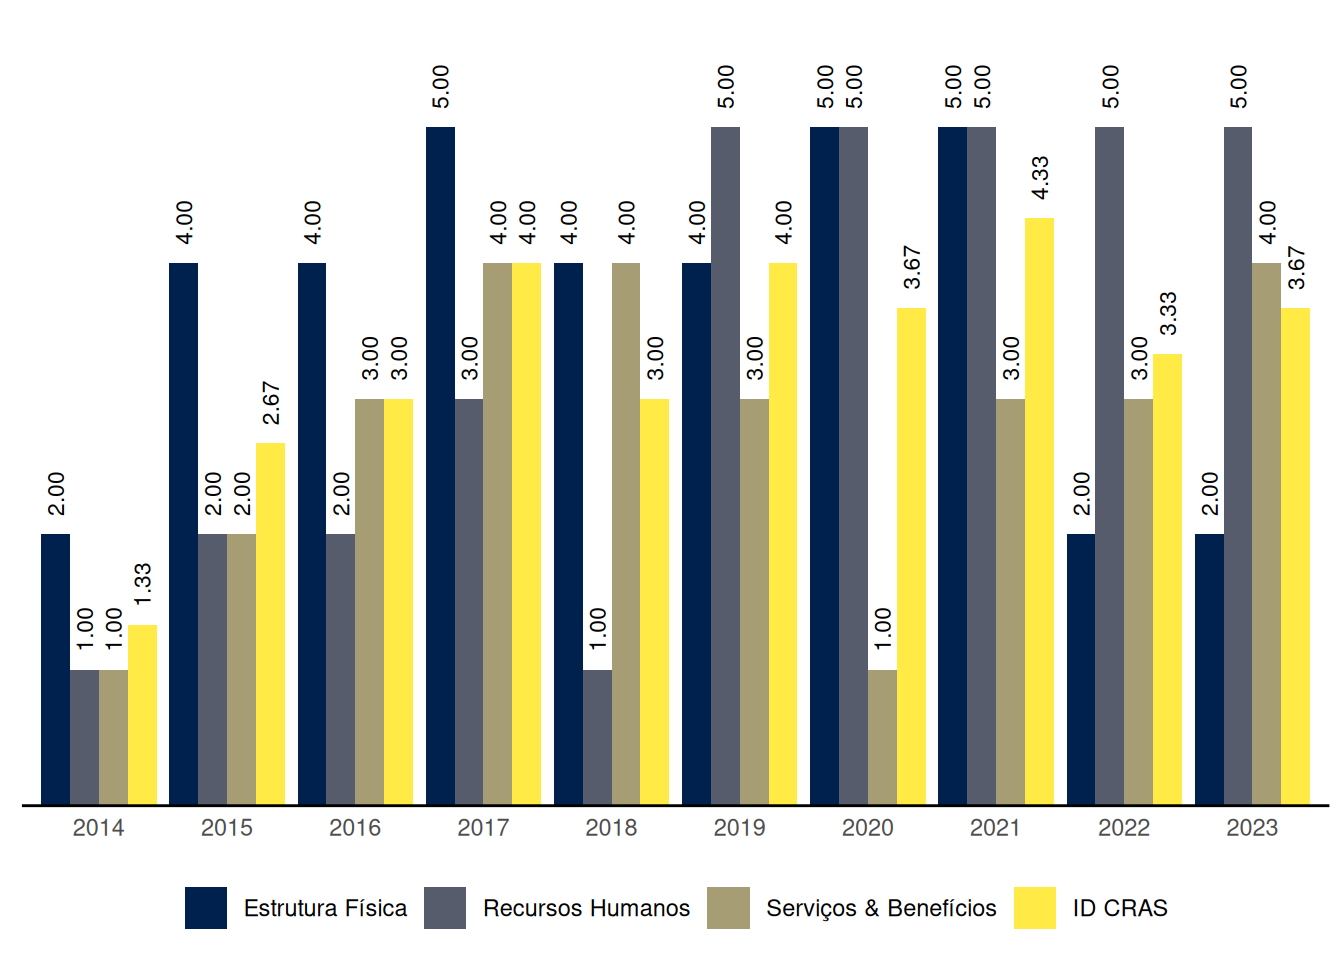 5.00 5.00 5.00 5.00 5.00 5.00 5.00 5.00
4.33
4.00 4.00 4.00 4.00 4.00 4.00 4.00 4.00 4.00
3.67 3.67
3.00 3.00 3.00 3.00 3.00 3.00 3.00 3.33
2.67
2.00 2.00 2.00 2.00 2.00 2.00
1.33
1.00 1.00 1.00 1.00
2014 2015 2016 2017 2018 2019 2020 2021 2022 2023
Estrutura Física Recursos Humanos Serviços & Benefícios ID CRAS